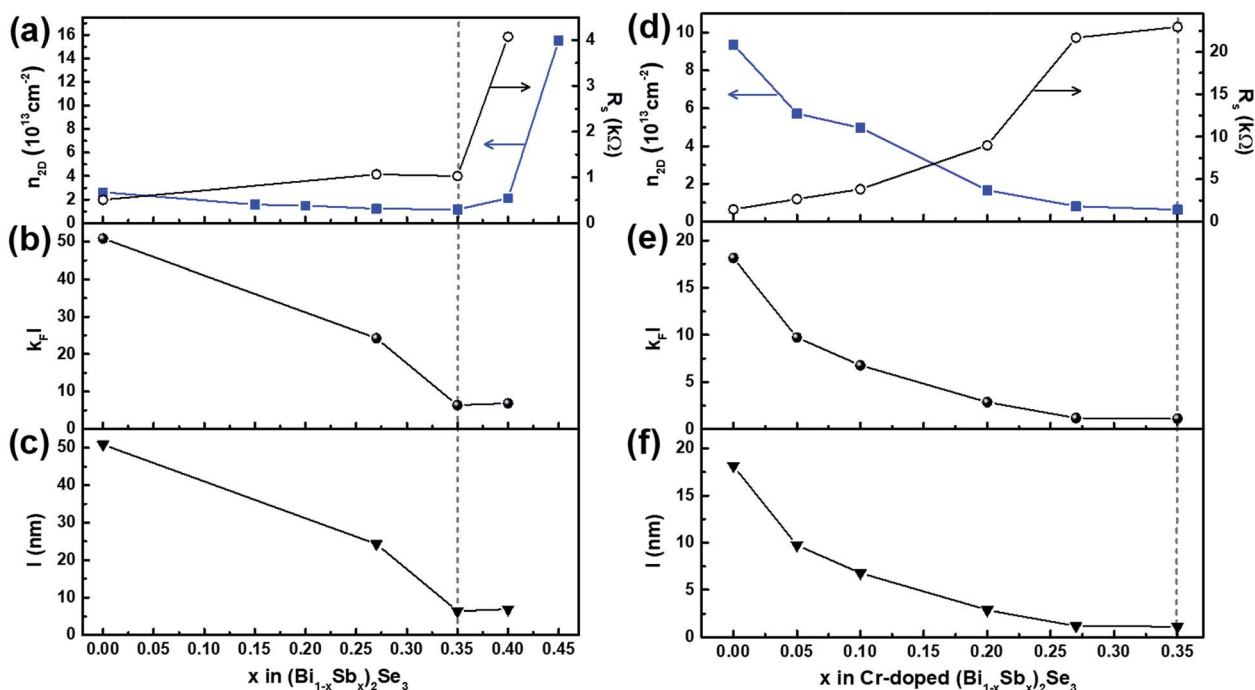 (a)
16
14
12
10
8
6
4
2
n2D (10^13cm^-2)
4
3
2
1
0
Rs (kΩ)
(b)
50
40
30
20
10
0
kFl
(c)
50
40
30
20
10
0
l (nm)
0.00 0.05 0.10 0.15 0.20 0.25 0.30 0.35 0.40 0.45
x in (Bi1-xSbx)2Se3
(d)
10
8
6
4
2
0
n2D (10^13cm^-2)
20
15
10
5
0
Rs (kΩ)
(e)
20
15
10
5
0
kFl
(f)
20
15
10
5
0
l (nm)
0.00 0.05 0.10 0.15 0.20 0.25 0.30 0.35
x in Cr-doped (Bi1-xSbx)2Se3